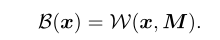 𝓑(𝒙) = 𝓦(𝒙, 𝑴).